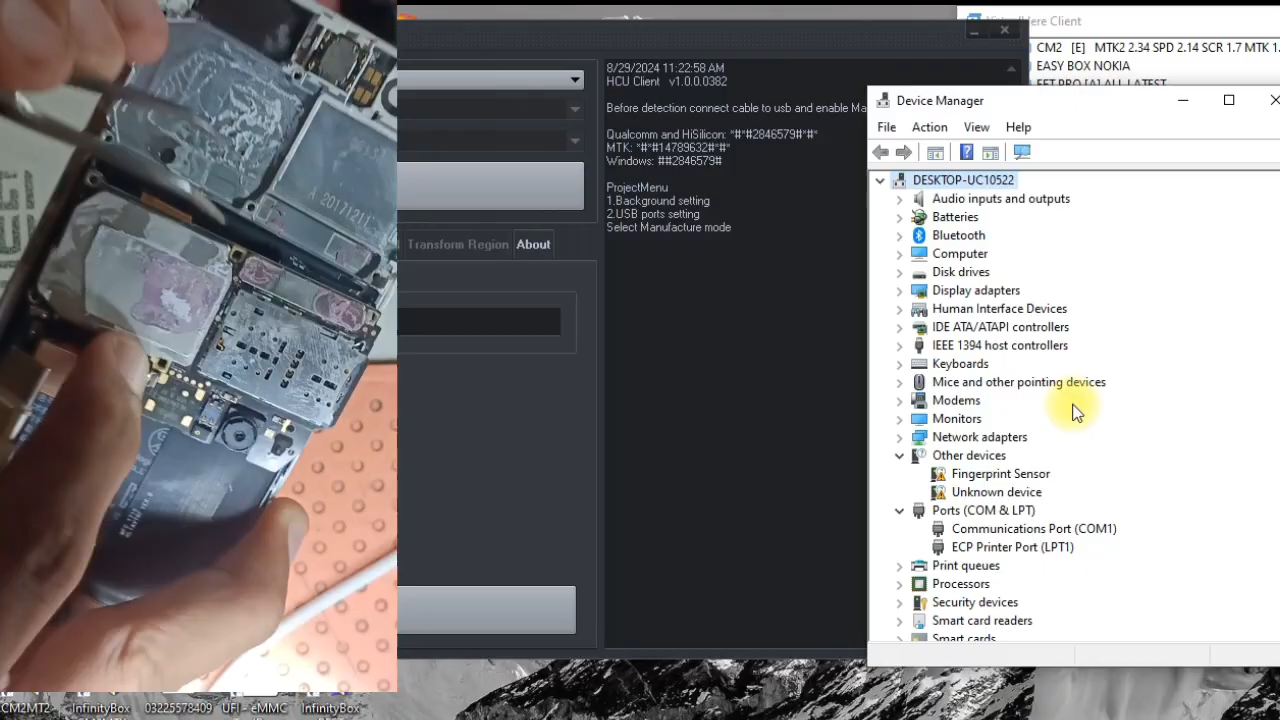 20171211
8/29/2024 11:22:58 AM
HCU Client v1.0.0.0382
Before detection connect cable to usb and enable Ma
Qualcomm and HiSilicon: *#*#2846579#*#*
MTK: *#*#14789632#*#*
Windows: ##2846579#
ProjectMenu
1.Background setting
2.USB ports setting
Select Manufacture mode
Transform Region
About
Here Client
CM2 [E] MTK2 2.34 SPD 2.14 SCR 1.7 MTK 1.
EASY BOX NOKIA
Device Manager
File Action View Help
DESKTOP-UC10522
Audio inputs and outputs
Batteries
Bluetooth
Computer
Disk drives
Display adapters
Human Interface Devices
IDE ATA/ATAPI controllers
IEEE 1394 host controllers
Keyboards
Mice and other pointing devices
Modems
Monitors
Network adapters
Other devices
Fingerprint Sensor
Unknown device
Ports (COM & LPT)
Communications Port (COM1)
ECP Printer Port (LPT1)
Print queues
Processors
Security devices
Smart card readers
Smart cards
CM2MT2- InfinityBox 03225578409 UFI - eMMC InfinityBox